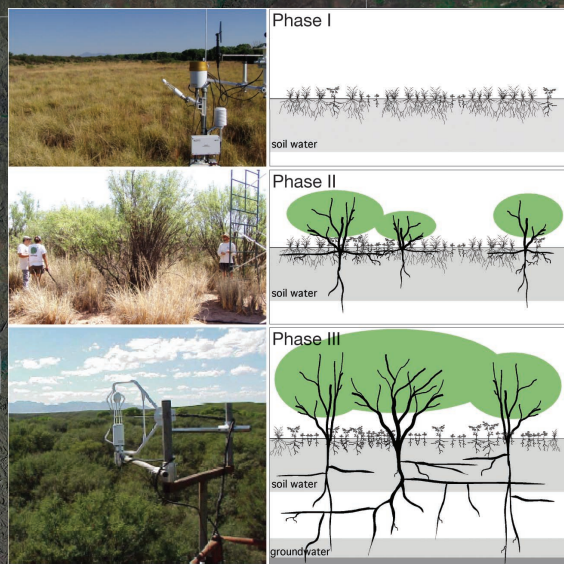 Phase I
soil water
Phase II
soil water
Phase III
soil water
groundwater